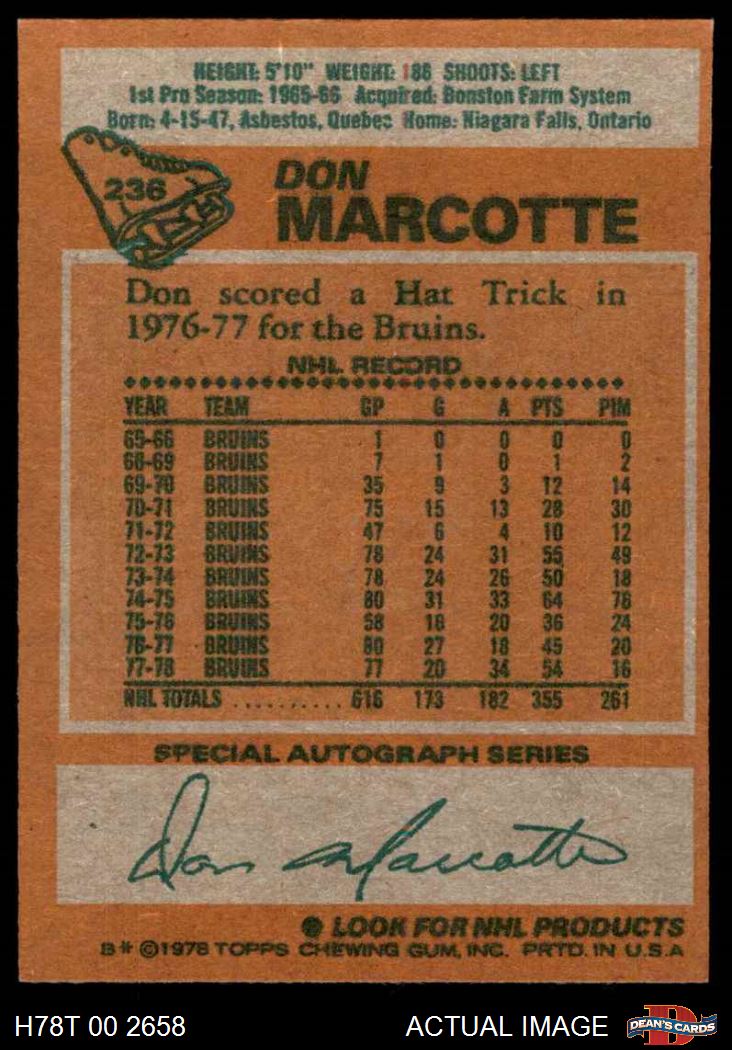 HEIGHT: 5'10" WEIGHT: 186 SHOOTS: LEFT
1st Pro Season: 1965-66 Acquired: Bonston Farm System
Born: 4-15-47, Asbestos, Quebec Home: Niagara Falls, Ontario
236
DON
MARCOTTE
Don scored a Hat Trick in
1976-77 for the Bruins.
NHL RECORD
YEAR TEAM GP G A PTS PIM
65-66 BRUINS 1 0 0 0 0
68-69 BRUINS 7 1 0 1 2
69-70 BRUINS 35 9 3 12 14
70-71 BRUINS 75 15 13 28 30
71-72 BRUINS 47 6 4 10 12
72-73 BRUINS 78 24 31 55 49
73-74 BRUINS 78 24 26 50 18
74-75 BRUINS 80 31 33 64 76
75-76 BRUINS 58 16 20 36 24
76-77 BRUINS 80 27 18 45 20
77-78 BRUINS 77 20 34 54 16
NHL TOTALS .......... 616 173 182 355 261
SPECIAL AUTOGRAPH SERIES
Don Marcotte
LOOK FOR NHL PRODUCTS
B* ©1978 TOPPS CHEWING GUM, INC. PRTD. IN U.S.A
H78T 00 2658 ACTUAL IMAGE DEAN'S CARDS